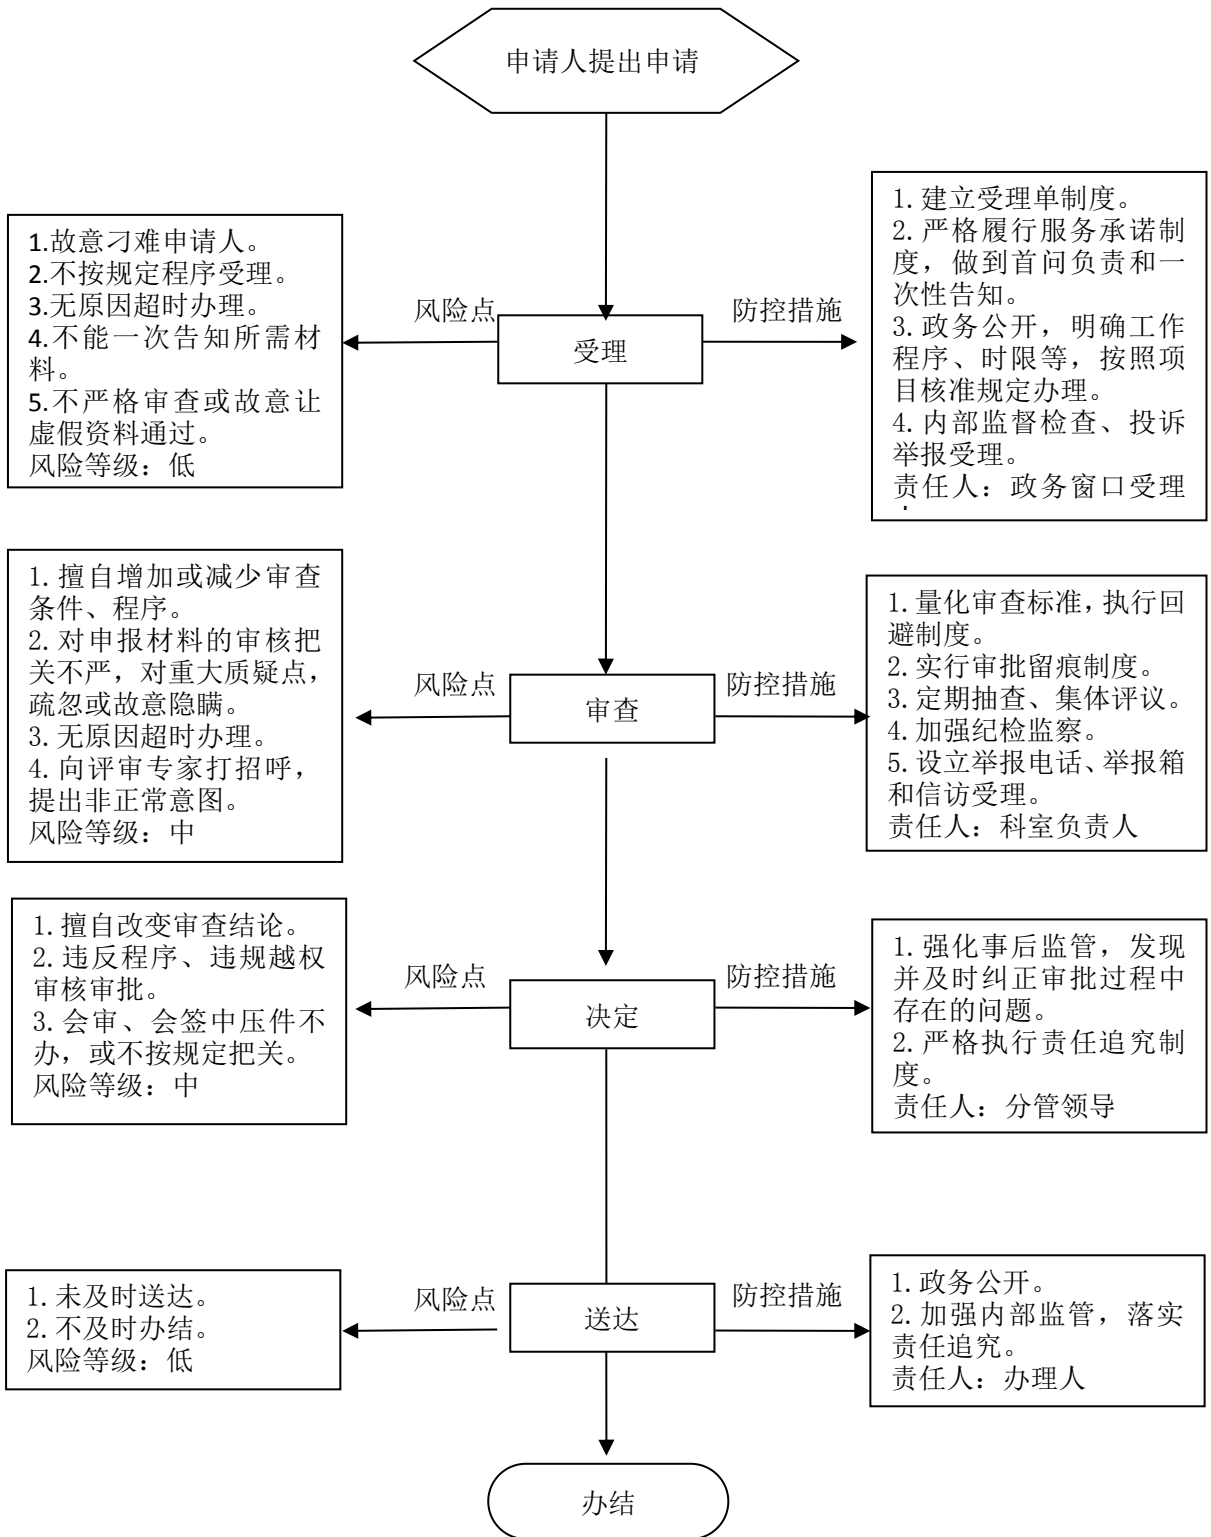 申请人提出申请
1.故意刁难申请人。
2.不按规定程序受理。
3.无原因超时办理。
4.不能一次告知所需材
料。
5.不严格审查或故意让
虚假资料通过。
风险等级：低
风险点
受理
防控措施
1.建立受理单制度。
2.严格履行服务承诺制
度，做到首问负责和一
次性告知。
3.政务公开，明确工作
程序、时限等，按照项
目核准规定办理。
4.内部监督检查、投诉
举报受理。
责任人：政务窗口受理
1.擅自增加或减少审查
条件、程序。
2.对申报材料的审核把
关不严，对重大质疑点，
疏忽或故意隐瞒。
3.无原因超时办理。
4.向评审专家打招呼，
提出非正常意图。
风险等级：中
风险点
审查
防控措施
1.量化审查标准，执行回
避制度。
2.实行审批留痕制度。
3.定期抽查、集体评议。
4.加强纪检监察。
5.设立举报电话、举报箱
和信访受理。
责任人：科室负责人
1.擅自改变审查结论。
2.违反程序、违规越权
审核审批。
3.会审、会签中压件不
办，或不按规定把关。
风险等级：中
风险点
决定
防控措施
1.强化事后监管，发现
并及时纠正审批过程中
存在的问题。
2.严格执行责任追究制
度。
责任人：分管领导
1.未及时送达。
2.不及时办结。
风险等级：低
风险点
送达
防控措施
1.政务公开。
2.加强内部监管，落实
责任追究。
责任人：办理人
办结